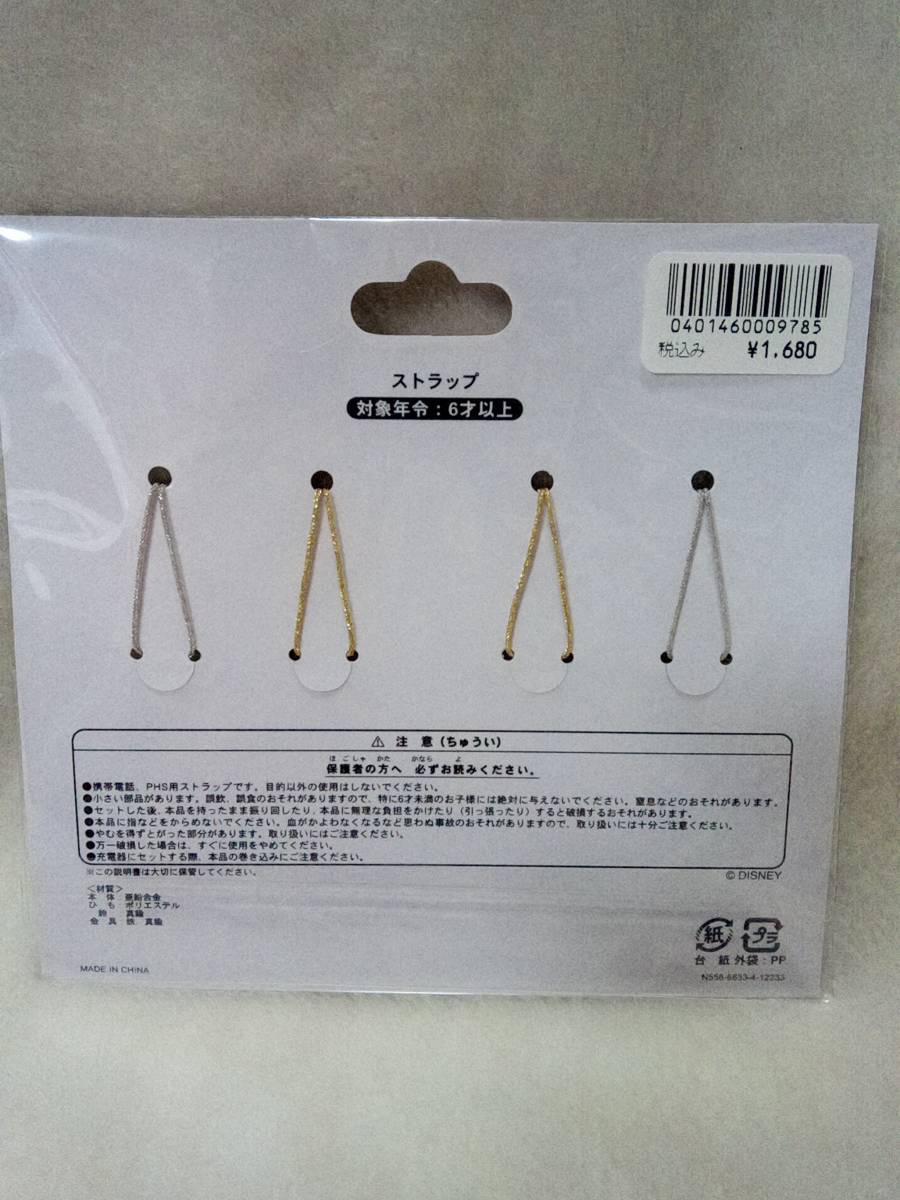 0401460009785
税込み ¥1,680
ストラップ
対象年令：6才以上
⚠ 注 意（ちゅうい）
ほごしゃ かた かなら よ
保護者の方へ 必ずお読みください。
●携帯電話、PHS用ストラップです。目的以外の使用はしないでください。
●小さい部品があります。誤飲、誤食のおそれがありますので、特に6才未満のお子様には絶対に与えないでください。窒息などのおそれがあります。
●セットした後、本品を持ったまま振り回したり、本品に無理な負担をかけたり（引っ張ったり）すると破損するおそれがあります。
●本品に指などをからめないでください。血がかよわなくなるなど思わぬ事故のおそれがありますので、取り扱いには十分ご注意ください。
●やむを得ずとがった部分があります。取り扱いにはご注意ください。
●万一破損した場合は、すぐに使用をやめてください。
●充電器にセットする際、本品の巻き込みにご注意ください。
※この説明書は大切に保管してください。
© DISNEY
＜材質＞
本 体：亜鉛合金
ひ も：ポリエステル
鈴：真鍮
金 具：鉄、真鍮
紙 プラ
台 紙 外袋：PP
MADE IN CHINA
N558-6633-4-12233